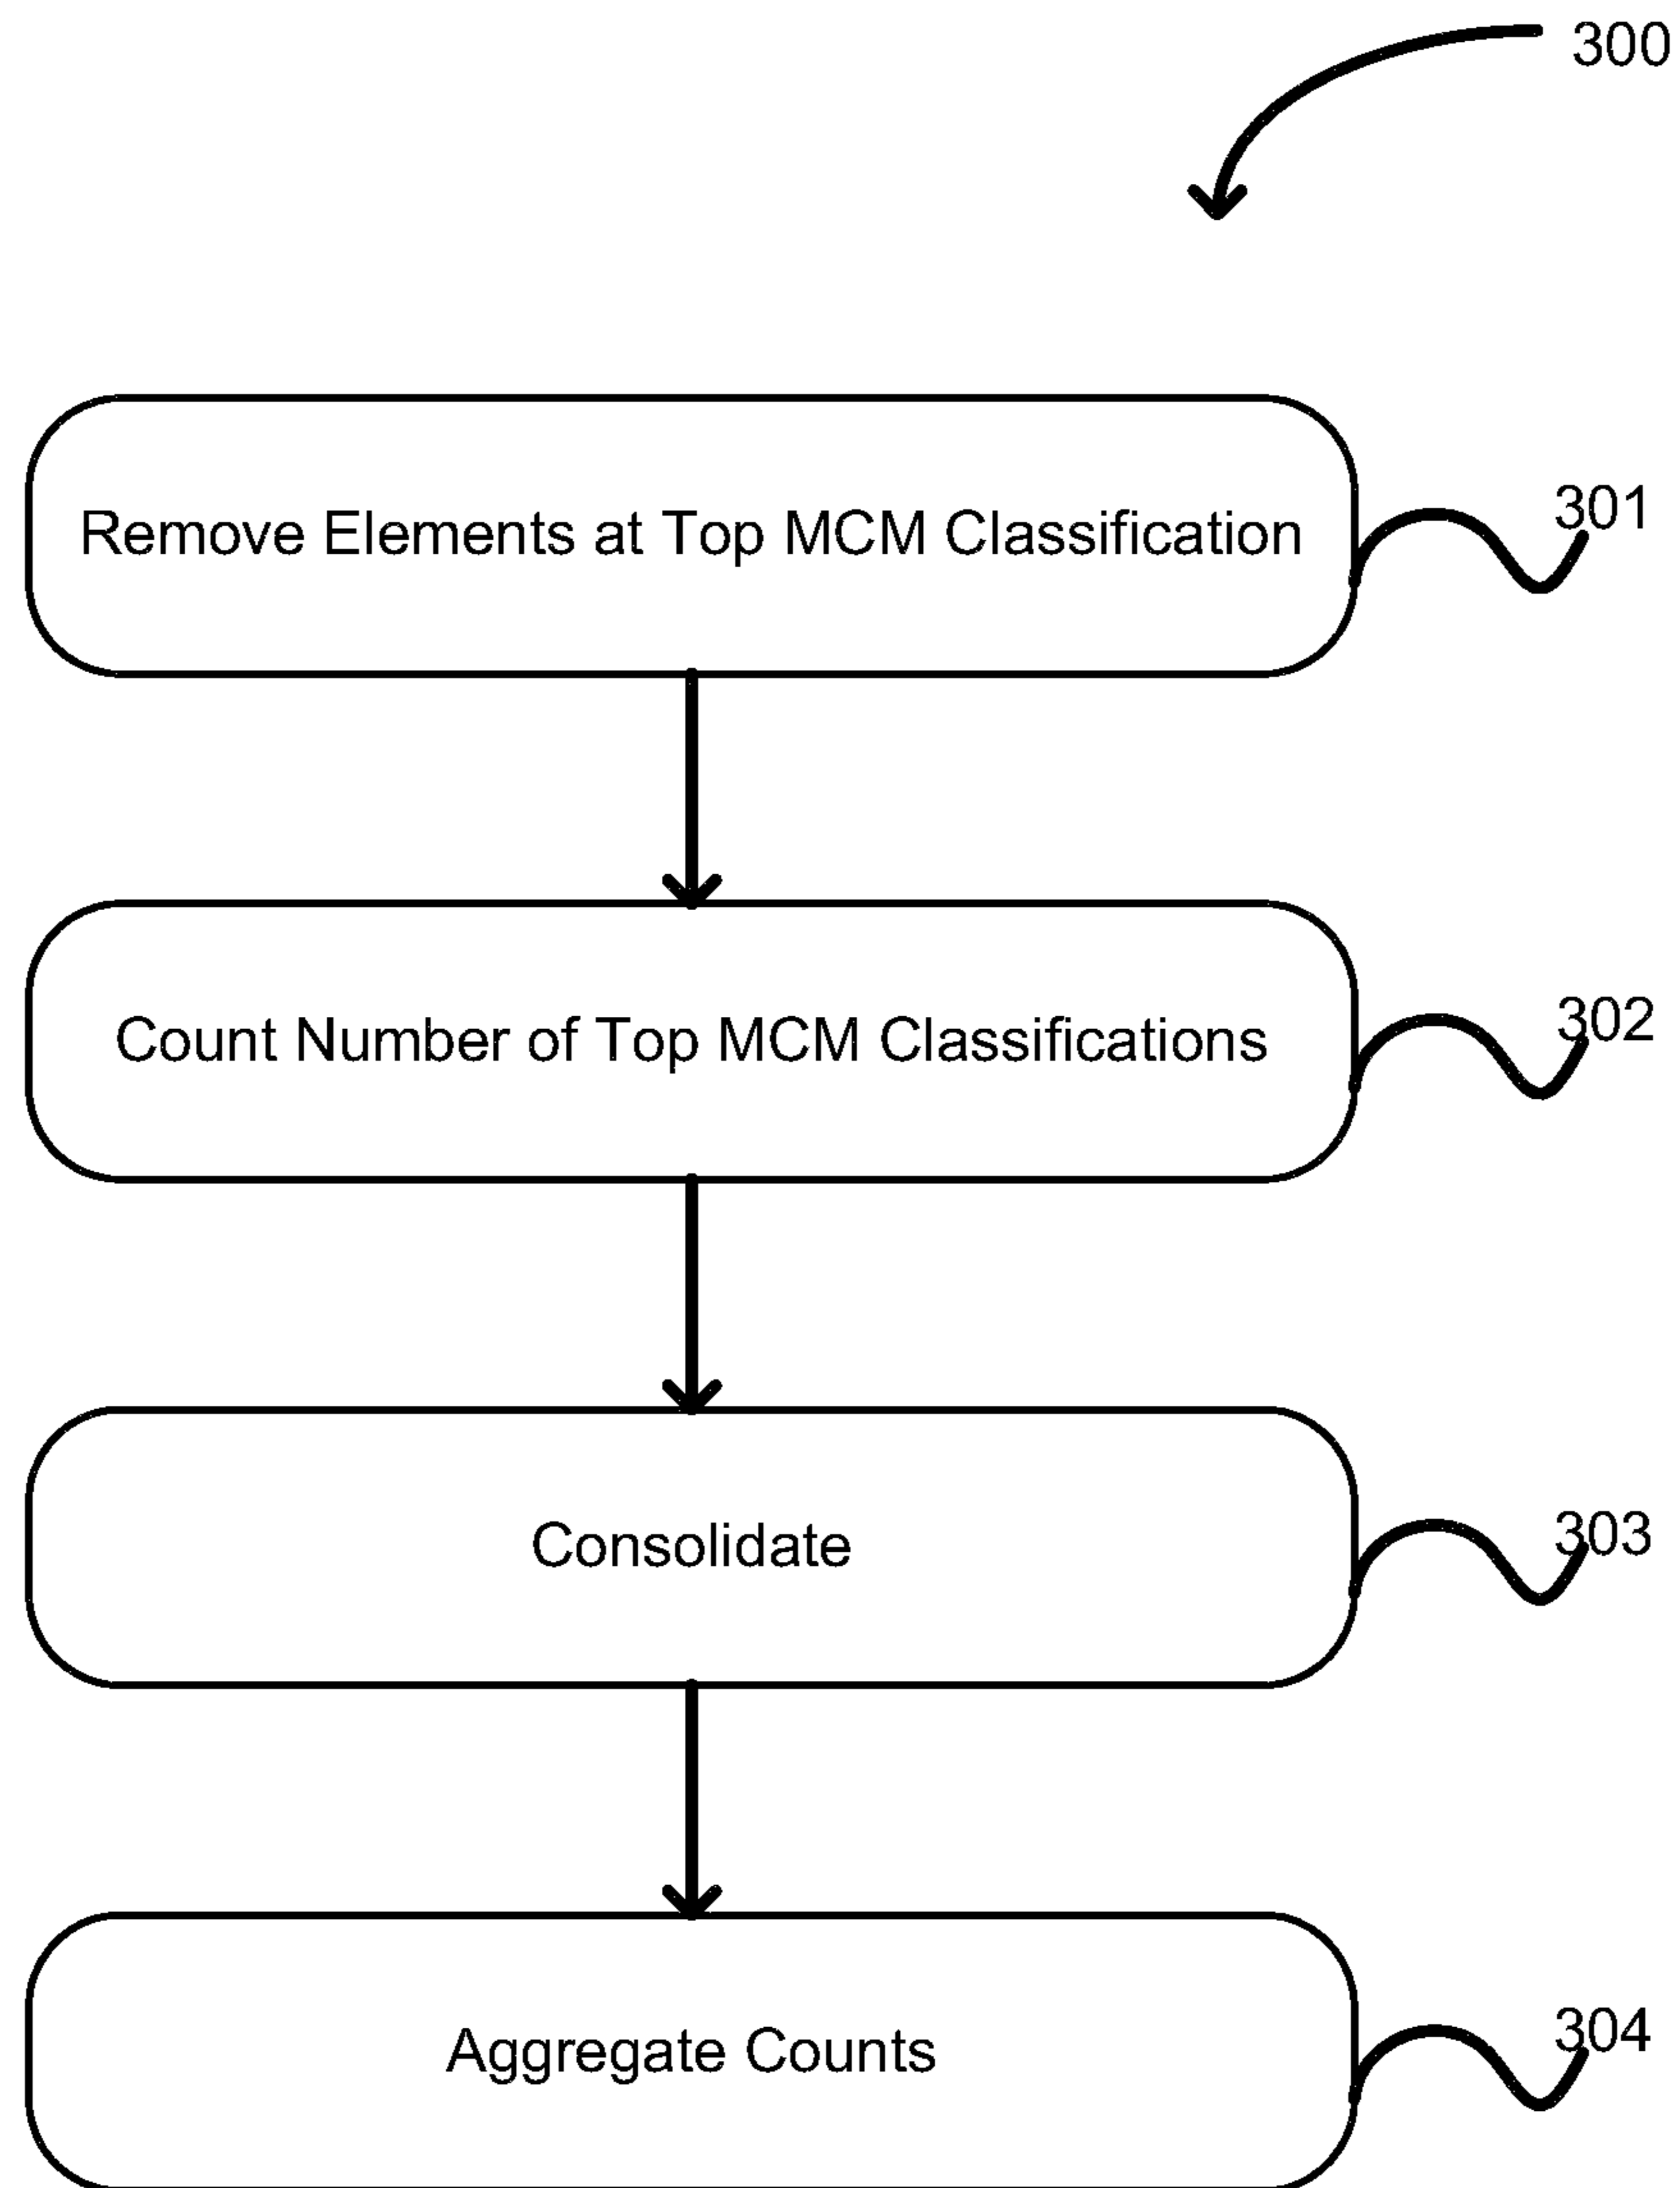 300
Remove Elements at Top MCM Classification
301
Count Number of Top MCM Classifications
302
Consolidate
303
Aggregate Counts
304